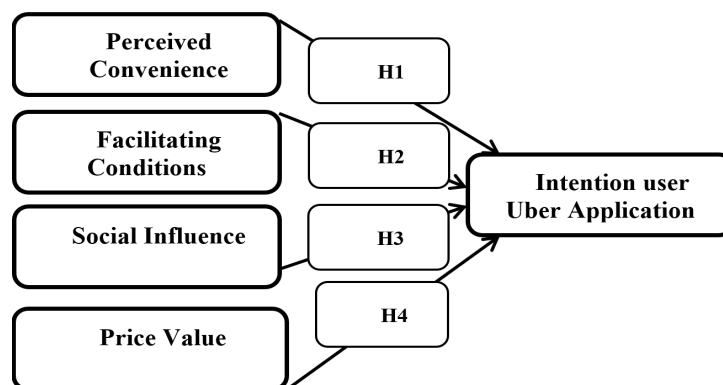 Perceived
Convenience
H1
Facilitating
Conditions
H2
Intention user
Uber Application
Social Influence
H3
Price Value
H4